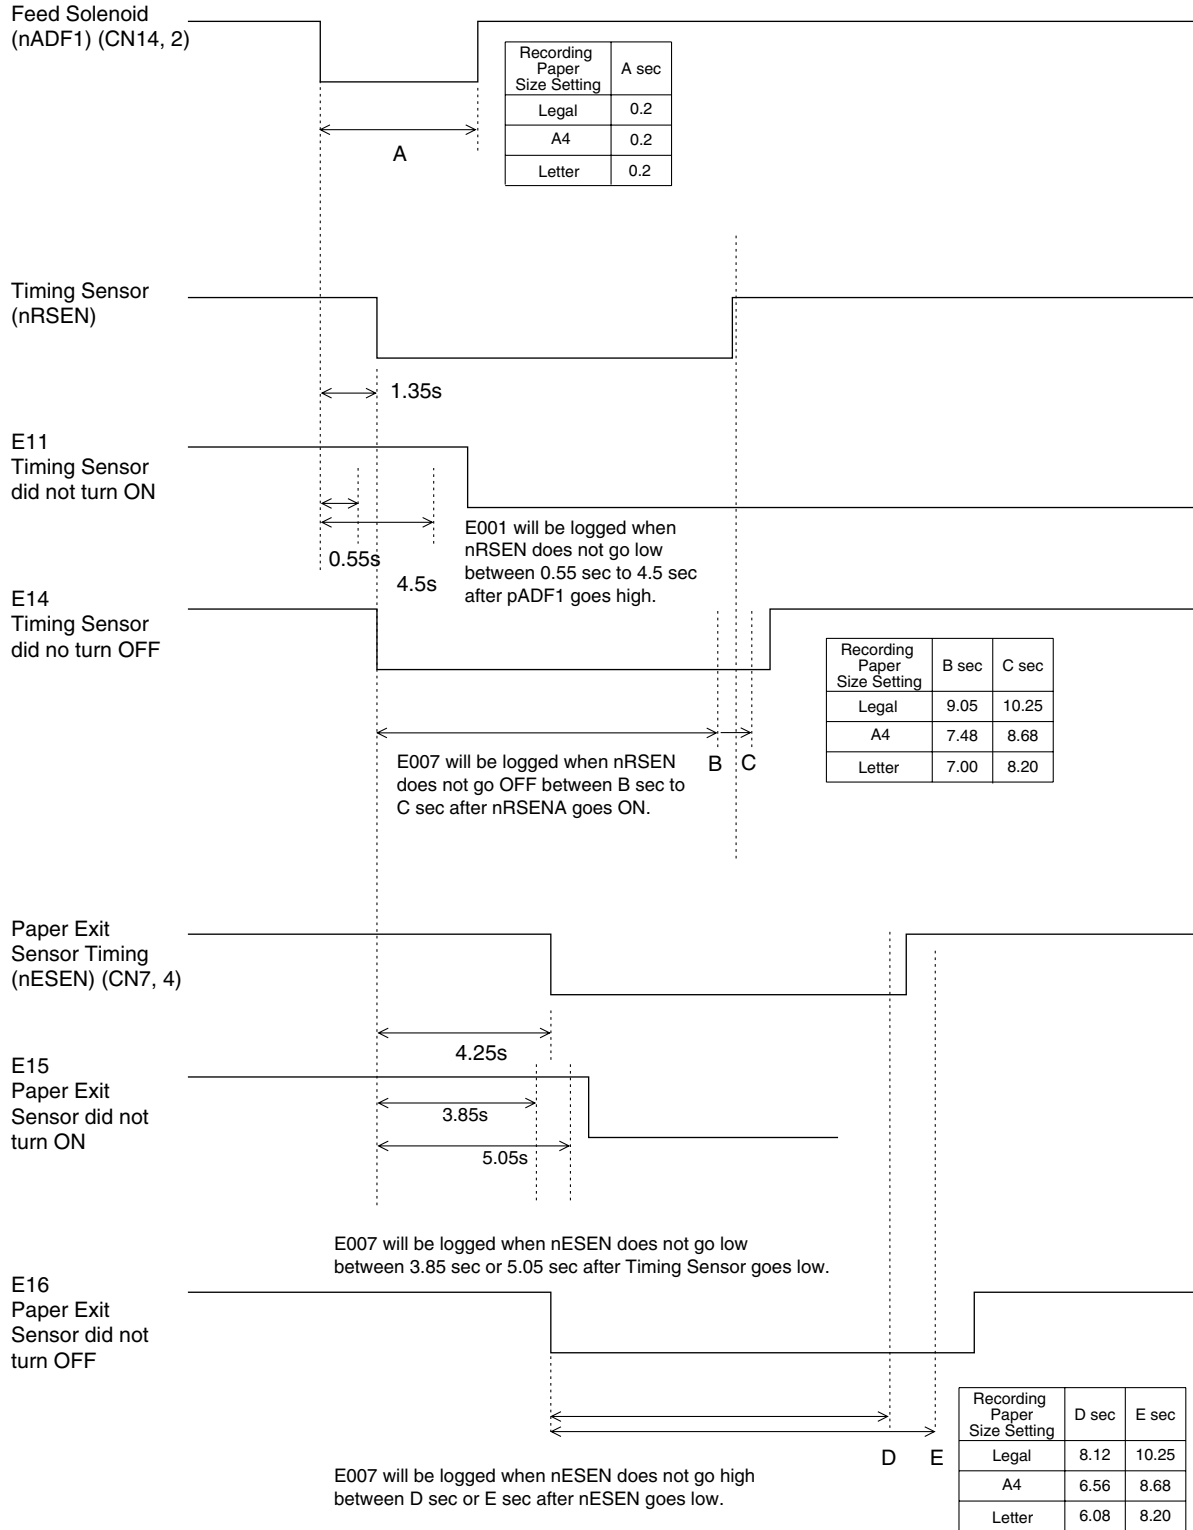 Feed Solenoid
(nADF1) (CN14, 2)
Recording
Paper
Size Setting
A sec
Legal
0.2
A4
0.2
Letter
0.2
A
Timing Sensor
(nRSEN)
1.35s
E11
Timing Sensor
did not turn ON
0.55s
4.5s
E001 will be logged when
nRSEN does not go low
between 0.55 sec to 4.5 sec
after pADF1 goes high.
E14
Timing Sensor
did no turn OFF
Recording
Paper
Size Setting
B sec
C sec
Legal
9.05
10.25
A4
7.48
8.68
Letter
7.00
8.20
B
C
E007 will be logged when nRSEN
does not go OFF between B sec to
C sec after nRSENA goes ON.
Paper Exit
Sensor Timing
(nESEN) (CN7, 4)
4.25s
E15
Paper Exit
Sensor did not
turn ON
3.85s
5.05s
E007 will be logged when nESEN does not go low
between 3.85 sec or 5.05 sec after Timing Sensor goes low.
E16
Paper Exit
Sensor did not
turn OFF
D
E
E007 will be logged when nESEN does not go high
between D sec or E sec after nESEN goes low.
Recording
Paper
Size Setting
D sec
E sec
Legal
8.12
10.25
A4
6.56
8.68
Letter
6.08
8.20